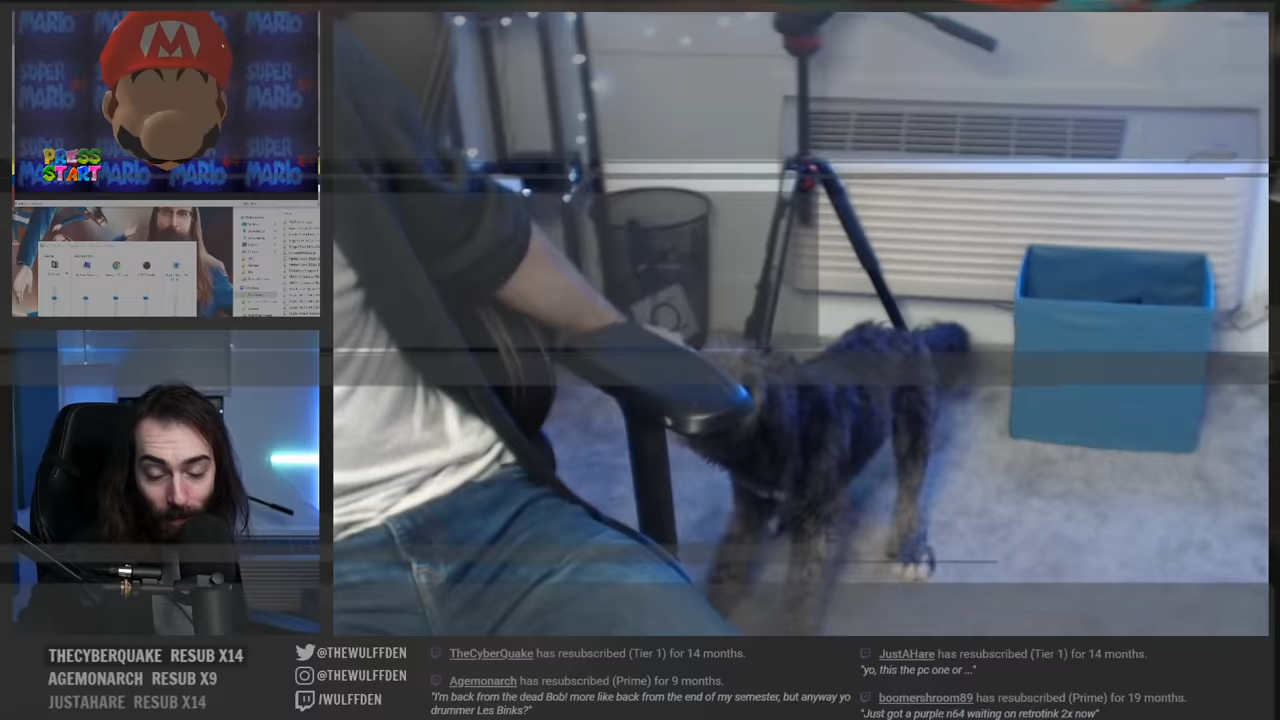 SUPER
MARIO
PRESS
START
THECYBERQUAKE RESUB X14
AGEMONARCH RESUB X9
JUSTAHARE RESUB X14
@THEWULFFDEN
@THEWULFFDEN
/WULFFDEN
TheCyberQuake has resubscribed (Tier 1) for 14 months.
Agemonarch has resubscribed (Prime) for 9 months.
"I'm back from the dead Bob! more like back from the end of my semester, but anyway yo
drummer Les Binks?"
JustAHare has resubscribed (Tier 1) for 14 months.
"yo, this the pc one or ..."
boomershroom89 has resubscribed (Prime) for 19 months.
"Just got a purple n64 waiting on retrotink 2x now"